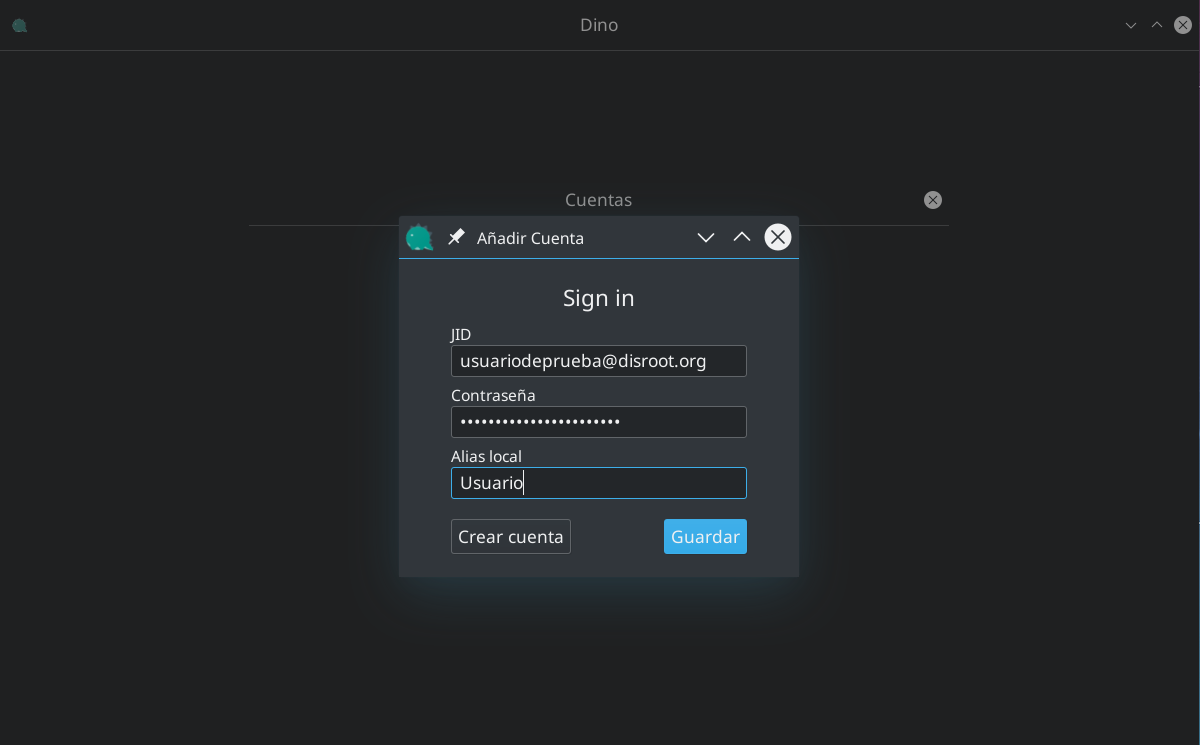 Dino
Cuentas
Añadir Cuenta
Sign in
JID
usuariodeprueba@disroot.org
Contraseña
•••••••••••••••••••••••
Alias local
Usuario
Crear cuenta Guardar